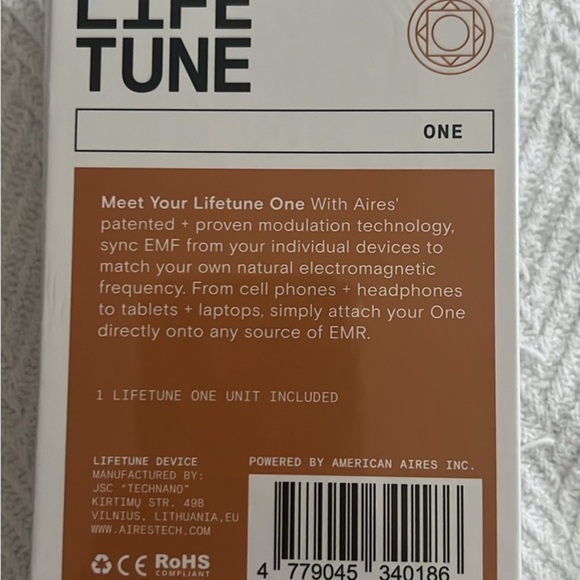 LIFE
TUNE
ONE
Meet Your Lifetune One With Aires'
patented + proven modulation technology,
sync EMF from your individual devices to
match your own natural electromagnetic
frequency. From cell phones + headphones
to tablets + laptops, simply attach your One
directly onto any source of EMR.
1 LIFETUNE ONE UNIT INCLUDED
LIFETUNE DEVICE
MANUFACTURED BY:
JSC "TECHNANO"
KIRTIMŲ STR. 49B
VILNIUS, LITHUANIA,EU
WWW.AIRESTECH.COM
CE RoHS
COMPLIANT
POWERED BY AMERICAN AIRES INC.
4 779045 340186